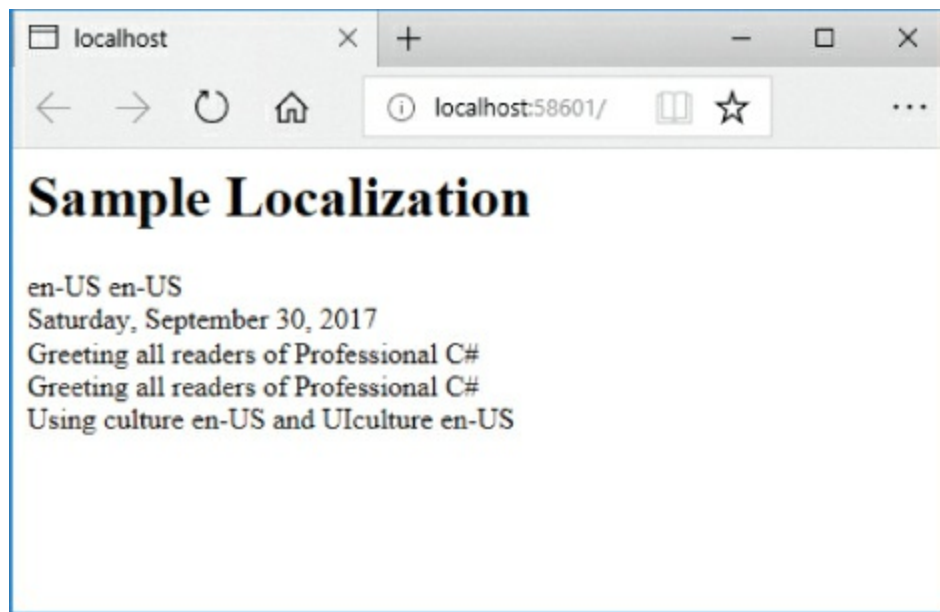 localhost
localhost:58601/
Sample Localization
en-US en-US
Saturday, September 30, 2017
Greeting all readers of Professional C#
Greeting all readers of Professional C#
Using culture en-US and UIculture en-US